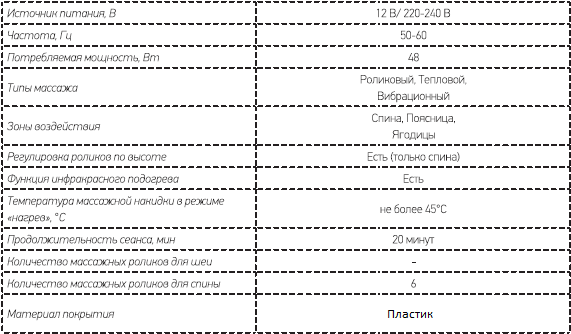 Источник питания, В 12 В/ 220-240 В
Частота, Гц 50-60
Потребляемая мощность, Вт 48
Типы массажа Роликовый, Тепловой,
Вибрационный
Зоны воздействия Спина, Поясница,
Ягодицы
Регулировка роликов по высоте Есть (только спина)
Функция инфракрасного подогрева Есть
Температура массажной накидки в режиме
«нагрев», °C не более 45°C
Продолжительность сеанса, мин 20 минут
Количество массажных роликов для шеи –
Количество массажных роликов для спины 6
Материал покрытия Пластик